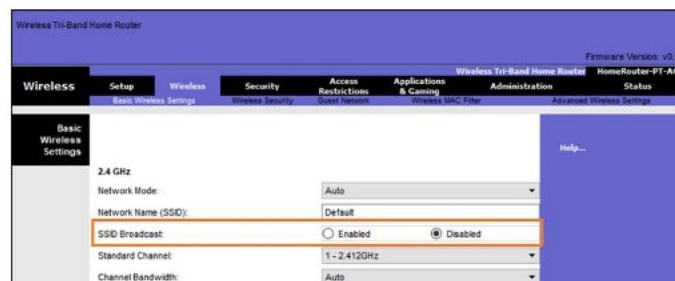 Wireless Tri-Band Home Router
Firmware Version: v0.
Wireless Tri-Band Home Router HomeRouter-PT-AC
Wireless Setup Wireless Security Access Restrictions Applications & Gaming Administration Status
Basic Wireless Settings Wireless Security Guest Network Wireless MAC Filter Advanced Wireless Settings
Basic
Wireless
Settings
Help...
2.4 GHz
Network Mode: Auto
Network Name (SSID): Default
SSID Broadcast: Enabled Disabled
Standard Channel: 1 - 2.412GHz
Channel Bandwidth: Auto